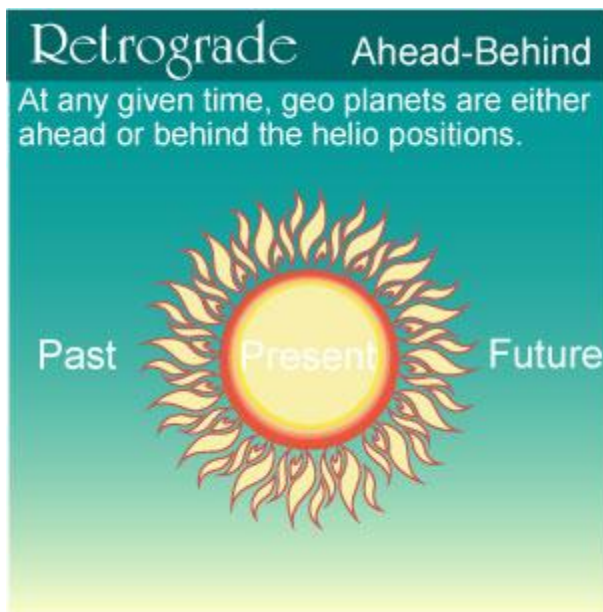 Retrograde Ahead-Behind
At any given time, geo planets are either
ahead or behind the helio positions.
Past Present Future